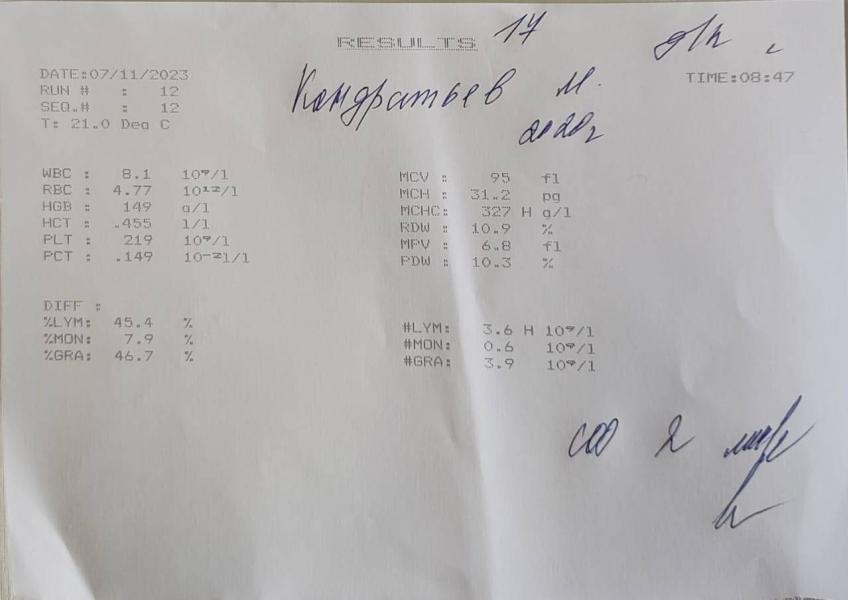 RESULTS 17
DATE:07/11/2023 TIME:08:47
RUN # : 12
SEQ.# : 12
T: 21.0 Deg C
Кондратьев М.
2020г
WBC : 8.1 10⁹/l
RBC : 4.77 10¹²/l
HGB : 149 g/l
HCT : .455 l/l
PLT : 219 10⁹/l
PCT : .149 10⁻²l/l
MCV : 95 fl
MCH : 31.2 pg
MCHC: 327 H g/l
RDW : 10.9 %
MPV : 6.8 fl
PDW : 10.3 %
DIFF :
%LYM: 45.4 %
%MON: 7.9 %
%GRA: 46.7 %
#LYM: 3.6 H 10⁹/l
#MON: 0.6 10⁹/l
#GRA: 3.9 10⁹/l
соэ 2 мм/